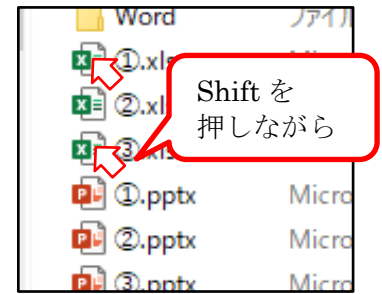 Word
ファイル
①.xls
②.xl
Shift を
押しながら
③.xls
①.pptx
Micro
②.pptx
Micro
③.pptx
Micro